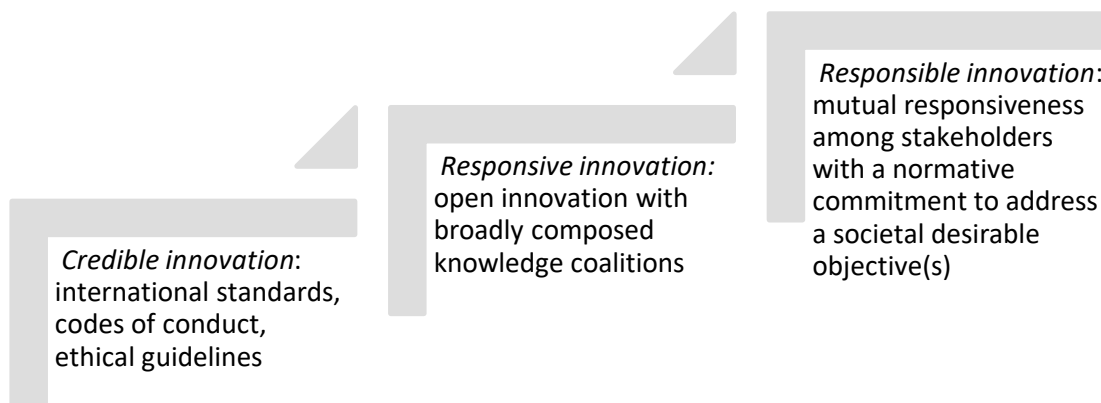 Credible innovation:
international standards,
codes of conduct,
ethical guidelines
Responsive innovation:
open innovation with
broadly composed
knowledge coalitions
Responsible innovation:
mutual responsiveness
among stakeholders
with a normative
commitment to address
a societal desirable
objective(s)